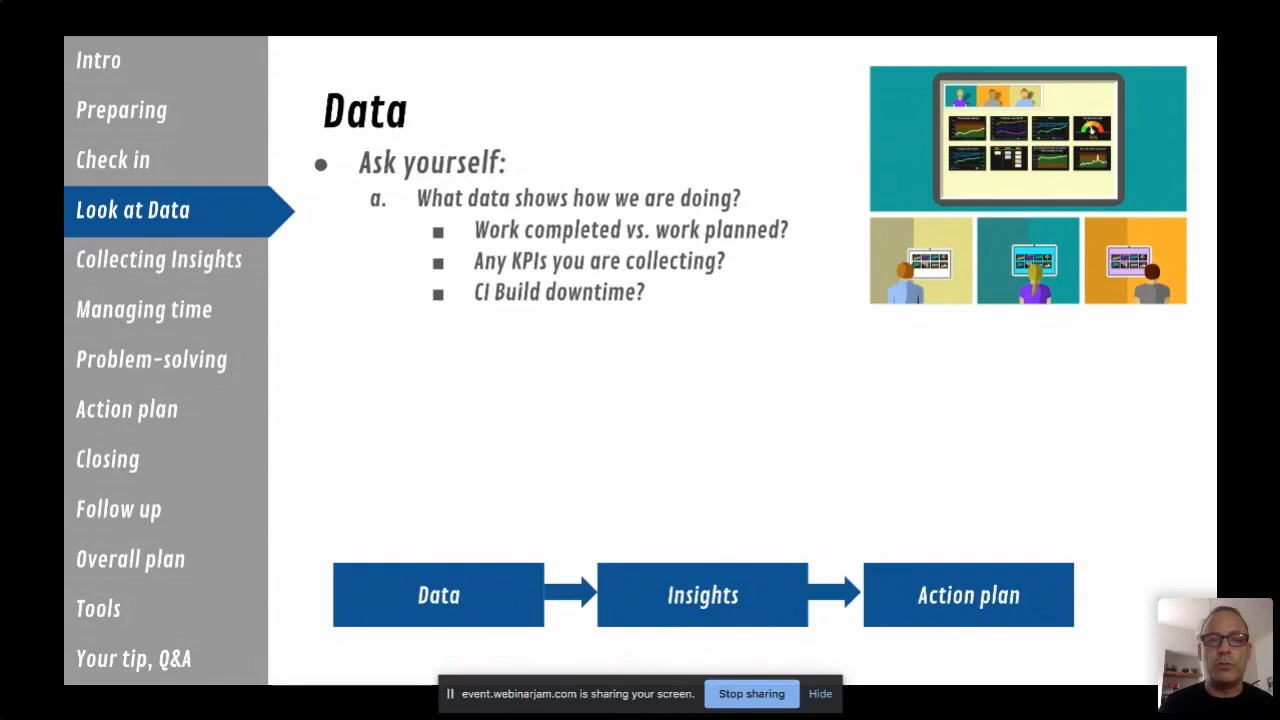 Intro
Preparing
Check in
Look at Data
Collecting Insights
Managing time
Problem-solving
Action plan
Closing
Follow up
Overall plan
Tools
Your tip, Q&A
Data
● Ask yourself:
a. What data shows how we are doing?
■ Work completed vs. work planned?
■ Any KPIs you are collecting?
■ CI Build downtime?
Data
Insights
Action plan
event.webinarjam.com is sharing your screen.
Stop sharing
Hide